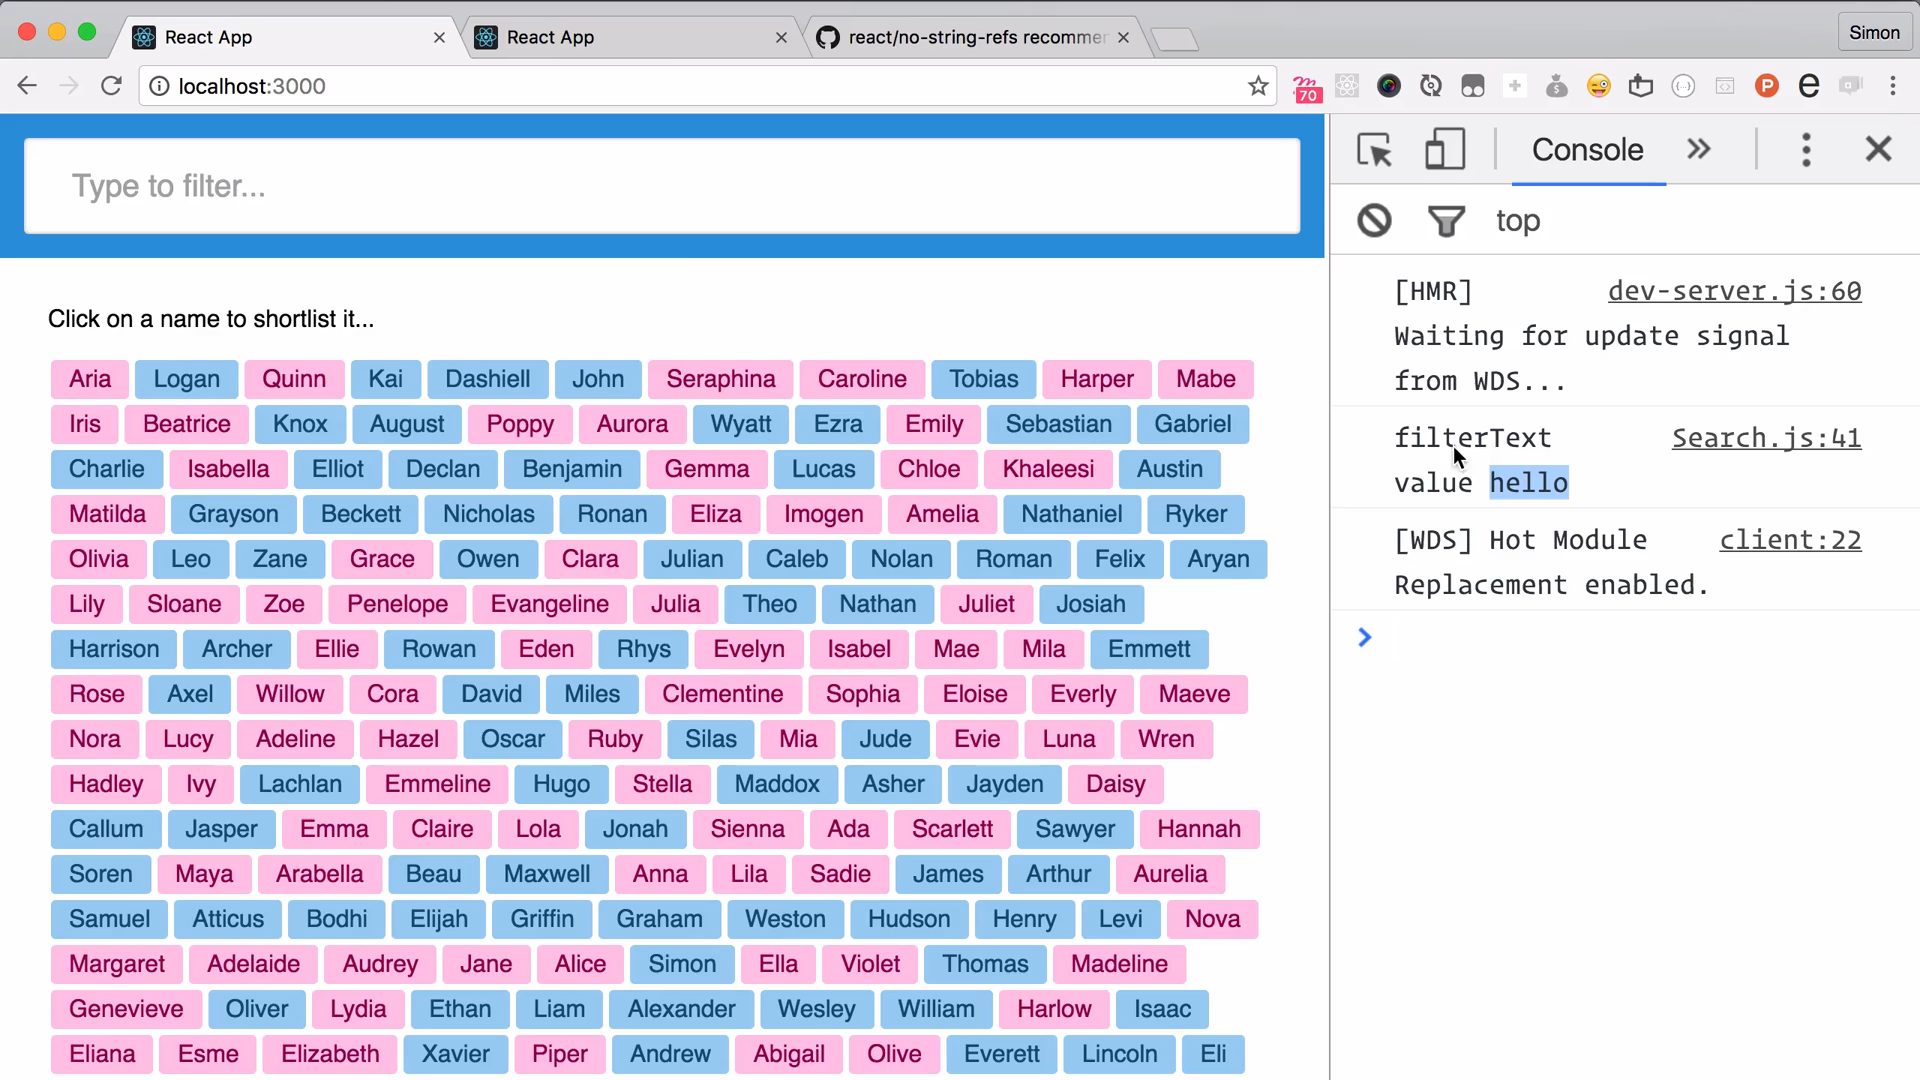 React App
React App
react/no-string-refs recommer
Simon
localhost:3000
70
Type to filter...
Click on a name to shortlist it...
Aria Logan Quinn Kai Dashiell John Seraphina Caroline Tobias Harper Mabe
Iris Beatrice Knox August Poppy Aurora Wyatt Ezra Emily Sebastian Gabriel
Charlie Isabella Elliot Declan Benjamin Gemma Lucas Chloe Khaleesi Austin
Matilda Grayson Beckett Nicholas Ronan Eliza Imogen Amelia Nathaniel Ryker
Olivia Leo Zane Grace Owen Clara Julian Caleb Nolan Roman Felix Aryan
Lily Sloane Zoe Penelope Evangeline Julia Theo Nathan Juliet Josiah
Harrison Archer Ellie Rowan Eden Rhys Evelyn Isabel Mae Mila Emmett
Rose Axel Willow Cora David Miles Clementine Sophia Eloise Everly Maeve
Nora Lucy Adeline Hazel Oscar Ruby Silas Mia Jude Evie Luna Wren
Hadley Ivy Lachlan Emmeline Hugo Stella Maddox Asher Jayden Daisy
Callum Jasper Emma Claire Lola Jonah Sienna Ada Scarlett Sawyer Hannah
Soren Maya Arabella Beau Maxwell Anna Lila Sadie James Arthur Aurelia
Samuel Atticus Bodhi Elijah Griffin Graham Weston Hudson Henry Levi Nova
Margaret Adelaide Audrey Jane Alice Simon Ella Violet Thomas Madeline
Genevieve Oliver Lydia Ethan Liam Alexander Wesley William Harlow Isaac
Eliana Esme Elizabeth Xavier Piper Andrew Abigail Olive Everett Lincoln Eli
Console
top
[HMR] dev-server.js:60
Waiting for update signal
from WDS...
filterText Search.js:41
value hello
[WDS] Hot Module client:22
Replacement enabled.